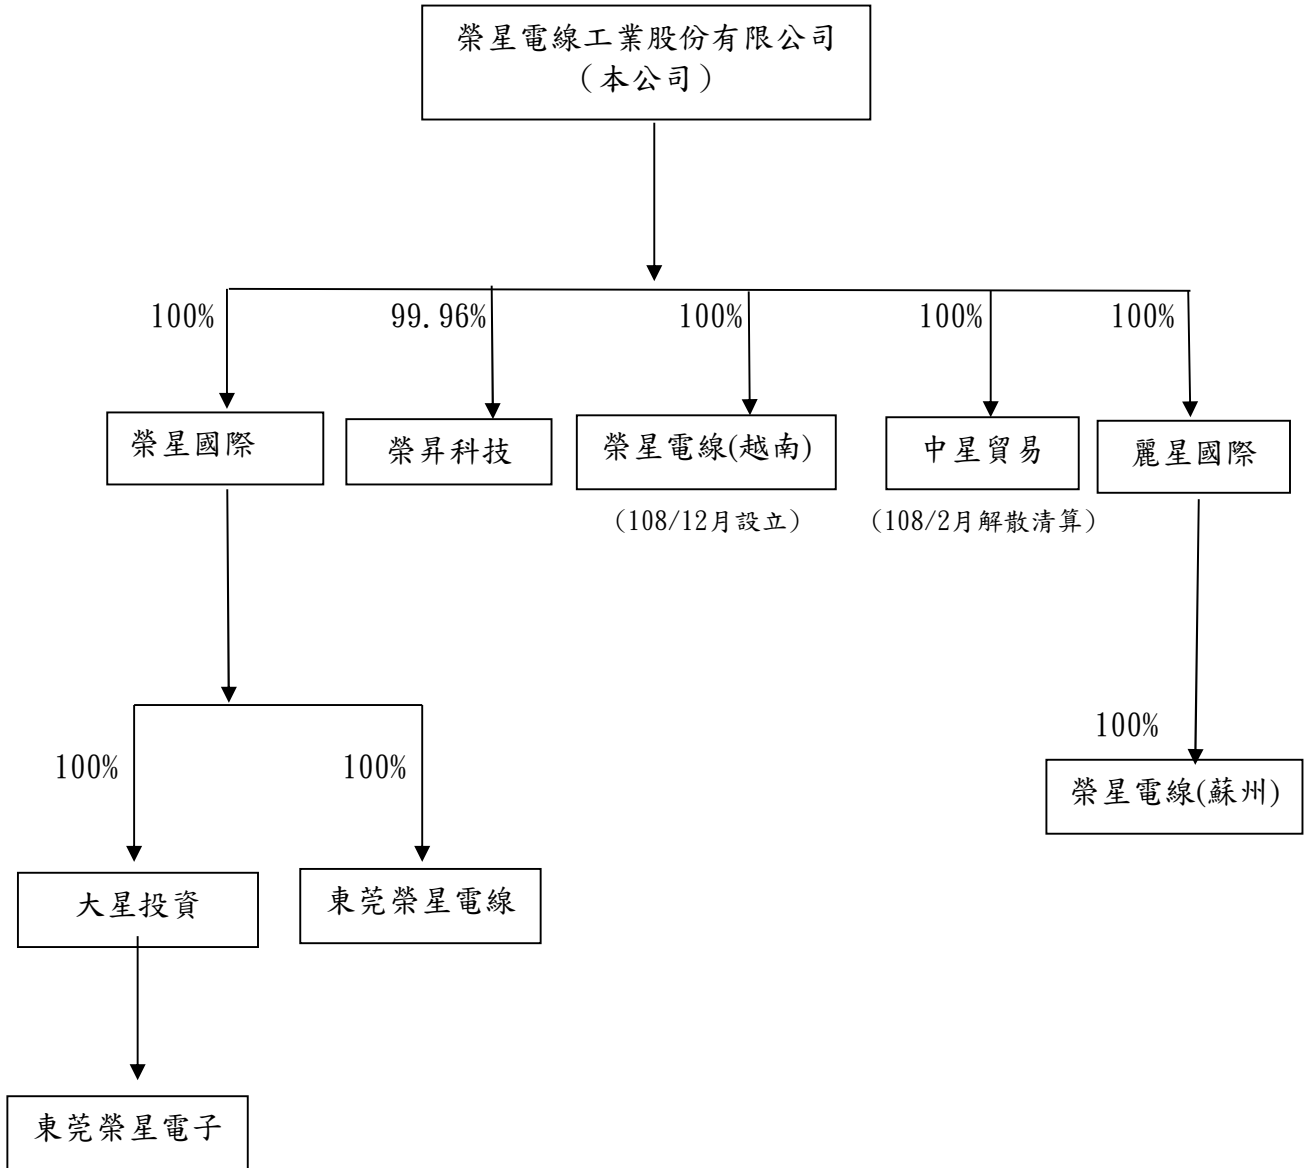 榮星電線工業股份有限公司
（本公司）
100%
99.96%
100%
100%
100%
榮星國際
榮昇科技
榮星電線(越南)
中星貿易
麗星國際
（108/12月設立）
（108/2月解散清算）
100%
100%
100%
榮星電線(蘇州)
大星投資
東莞榮星電線
東莞榮星電子